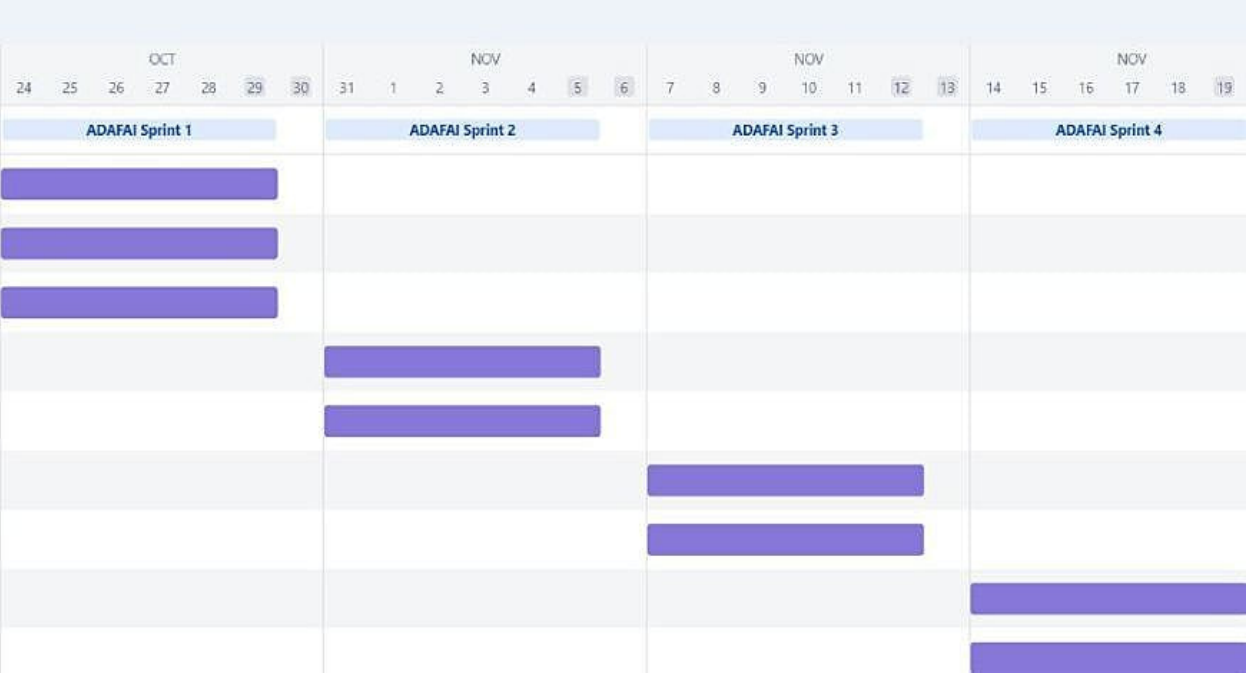 OCT NOV NOV NOV
24 25 26 27 28 29 30 31 1 2 3 4 5 6 7 8 9 10 11 12 13 14 15 16 17 18 19
ADAFAI Sprint 1 ADAFAI Sprint 2 ADAFAI Sprint 3 ADAFAI Sprint 4